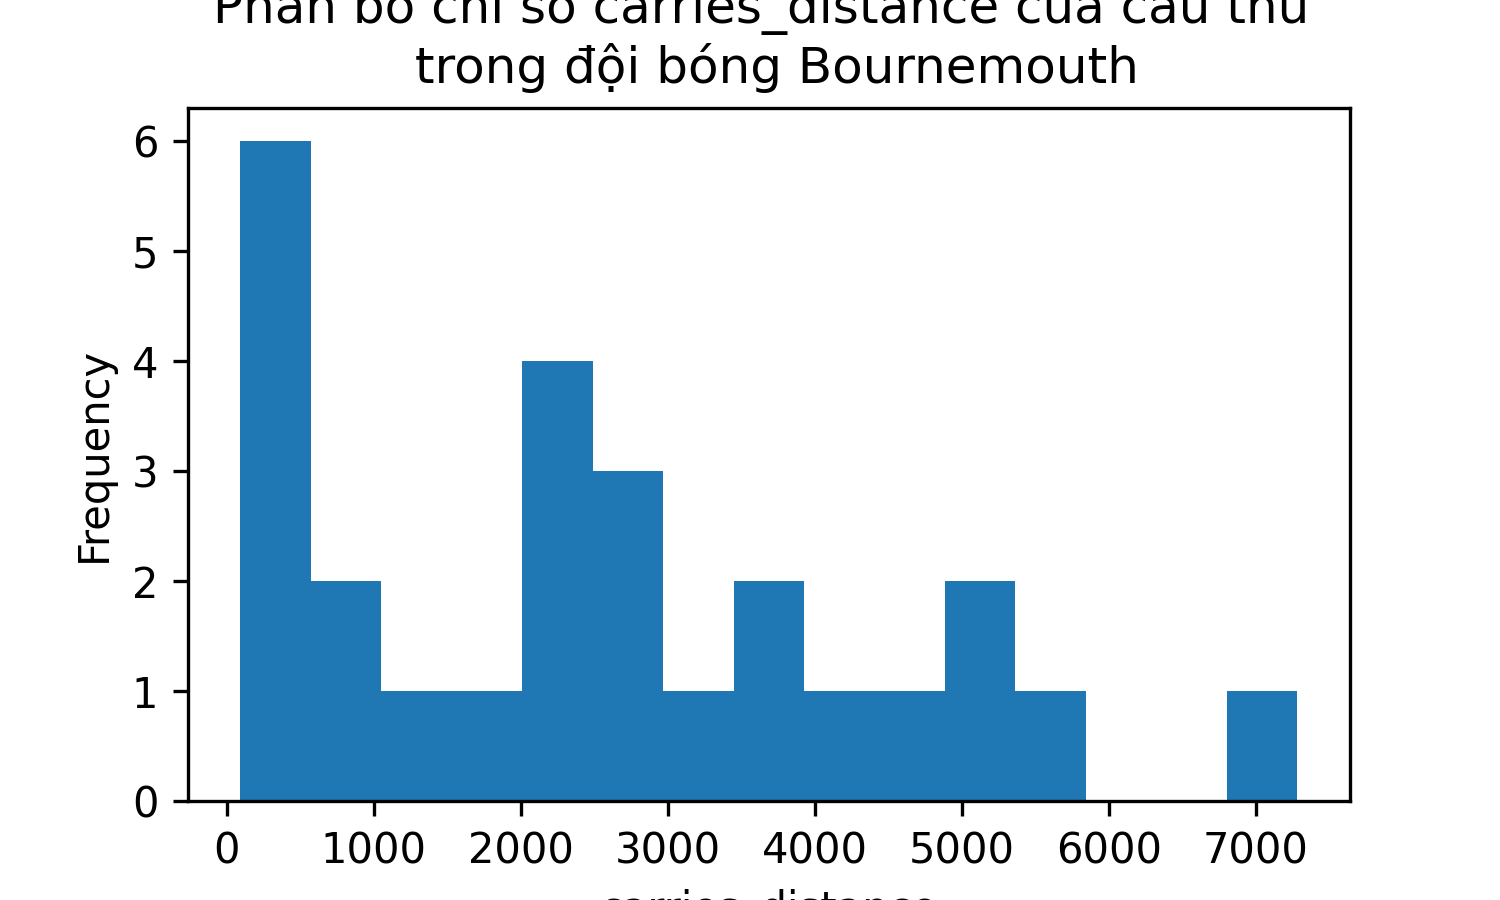 Phân bố chỉ số carries_distance của cầu thủ
trong đội bóng Bournemouth
6
5
4
3
2
1
0
Frequency
0 1000 2000 3000 4000 5000 6000 7000
carries_distance